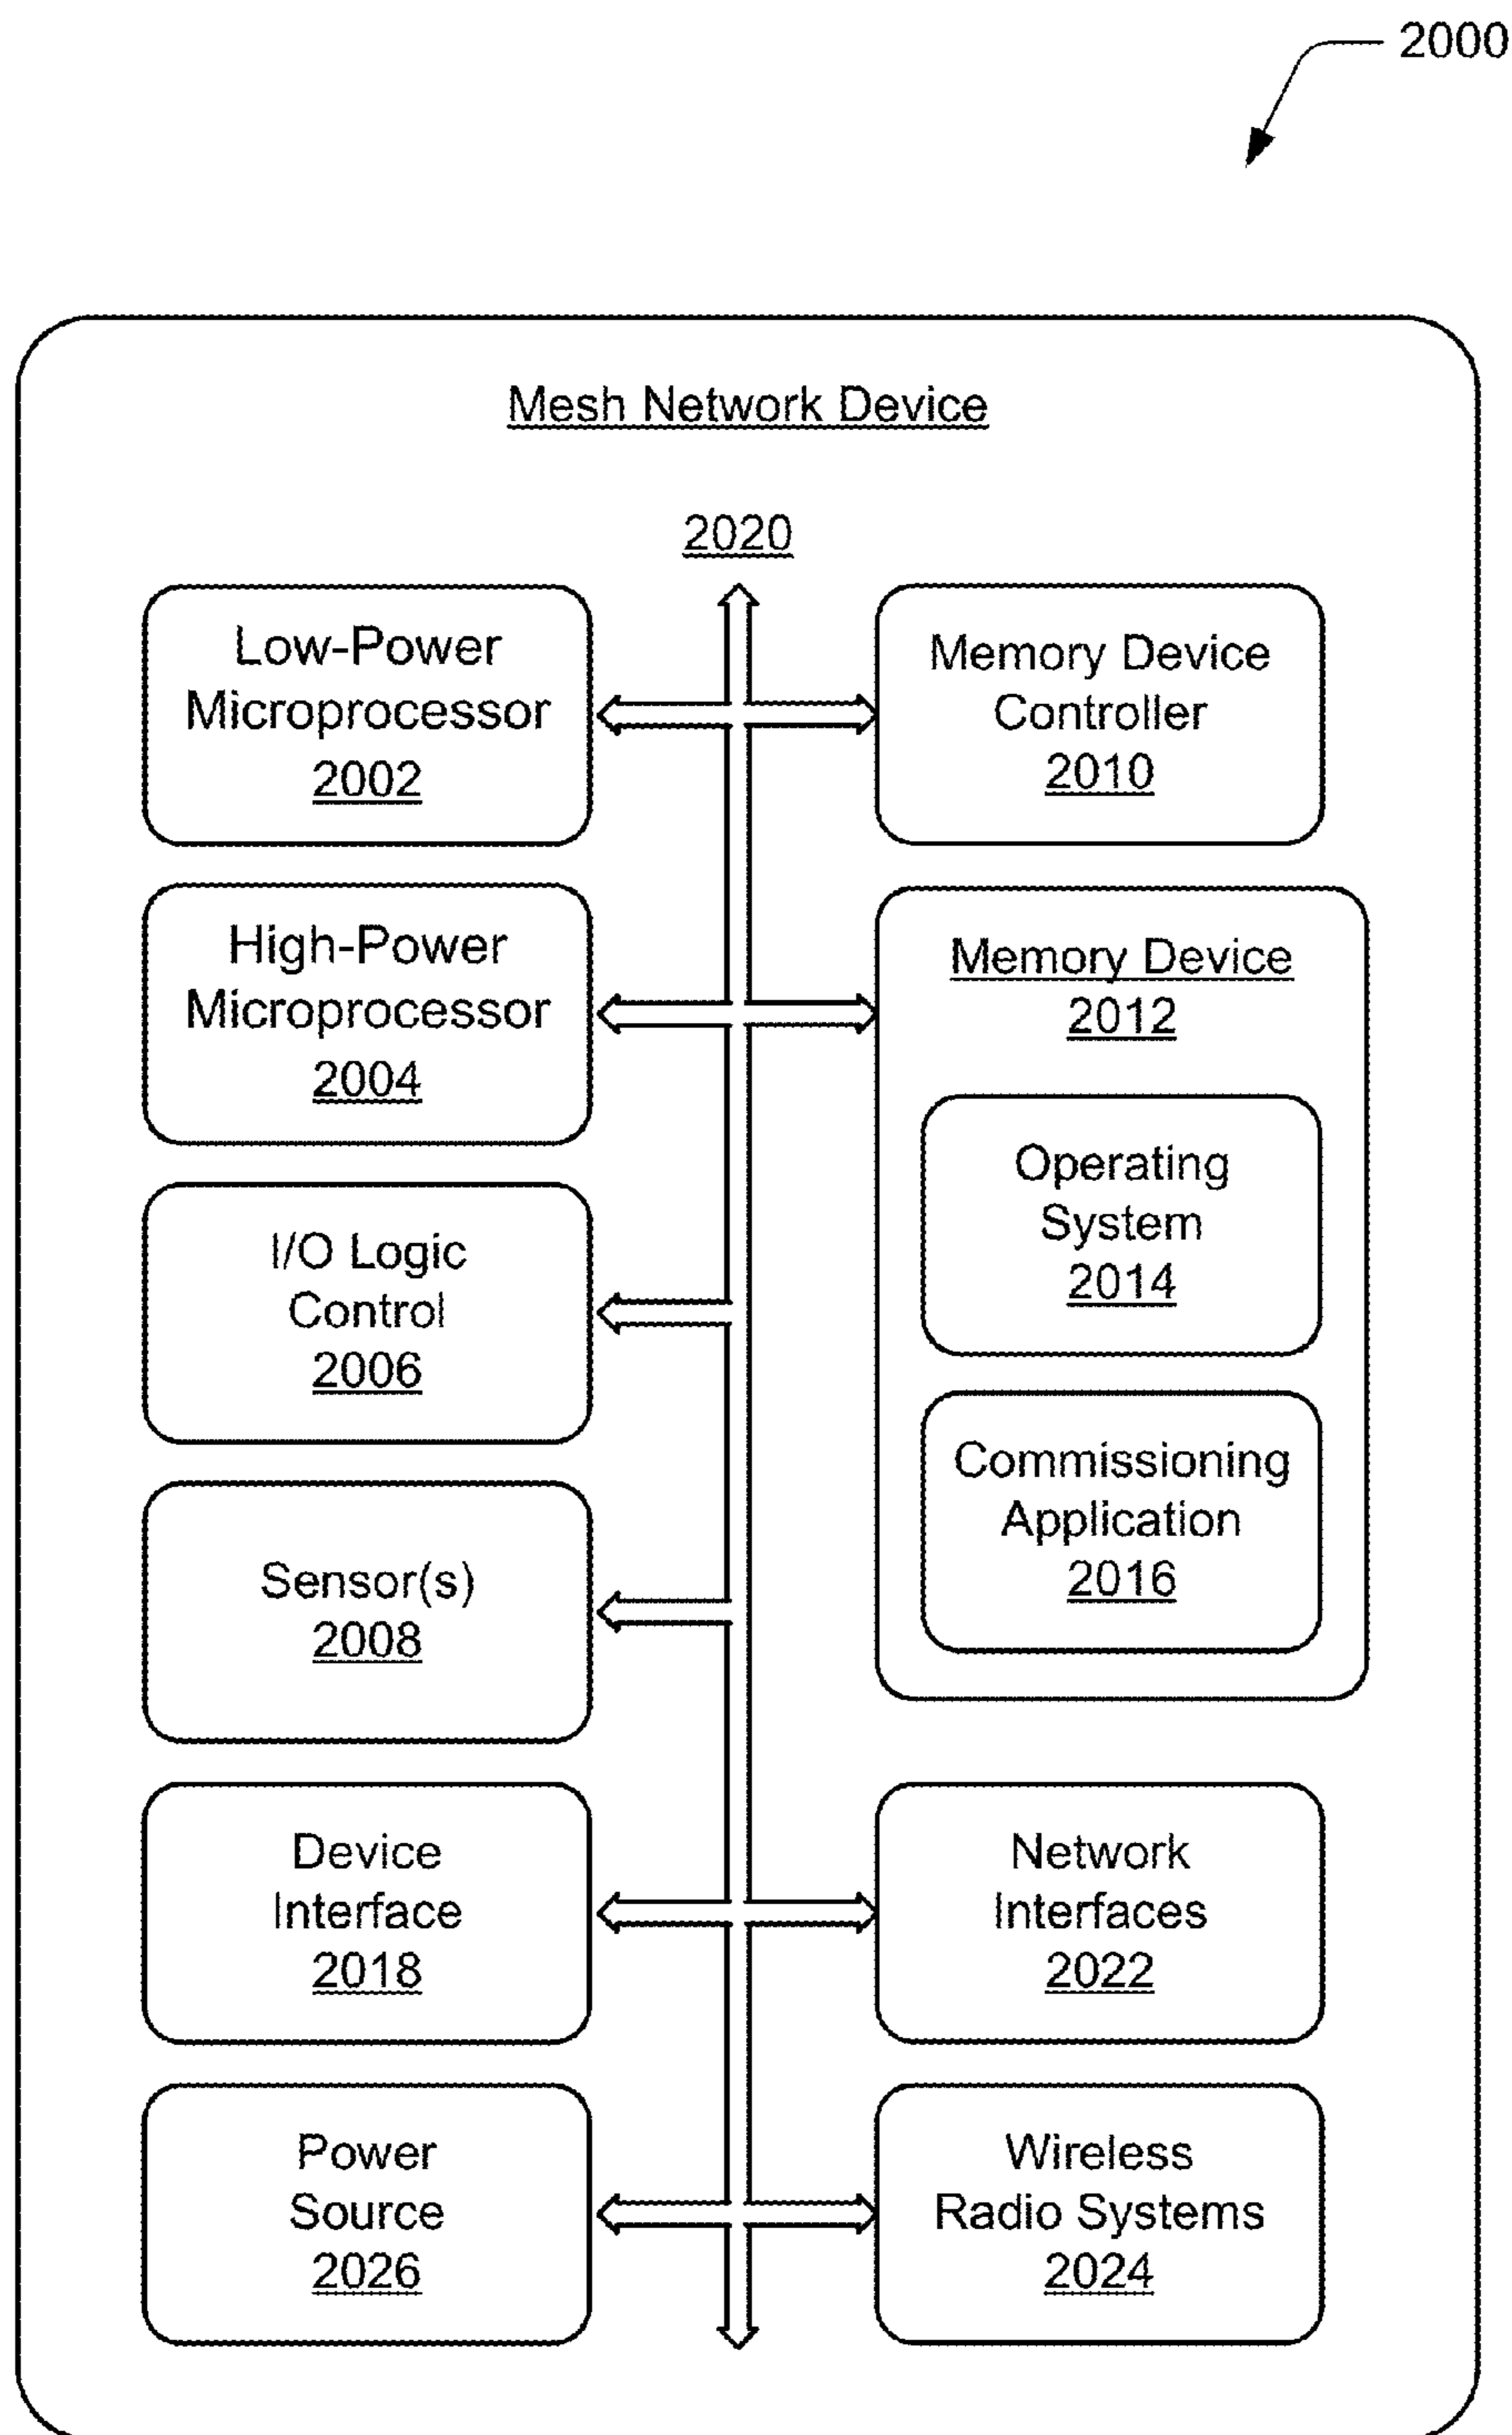 2000
Mesh Network Device
2020
Low-Power
Microprocessor
2002
Memory Device
Controller
2010
High-Power
Microprocessor
2004
Memory Device
2012
Operating
System
2014
I/O Logic
Control
2006
Commissioning
Application
2016
Sensor(s)
2008
Device
Interface
2018
Network
Interfaces
2022
Power
Source
2026
Wireless
Radio Systems
2024